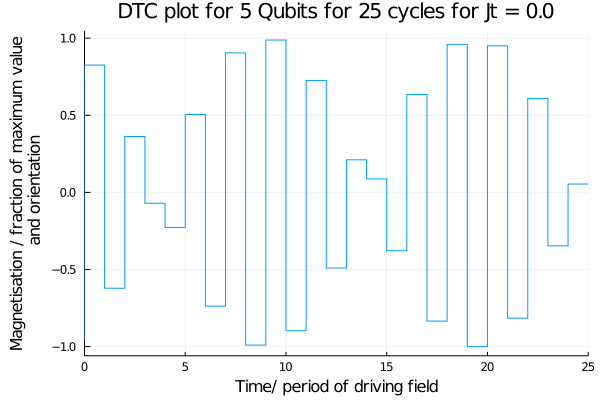 DTC plot for 5 Qubits for 25 cycles for Jt = 0.0
Magnetisation / fraction of maximum value
and orientation
1.0
0.5
0.0
−0.5
−1.0
0 5 10 15 20 25
Time/ period of driving field